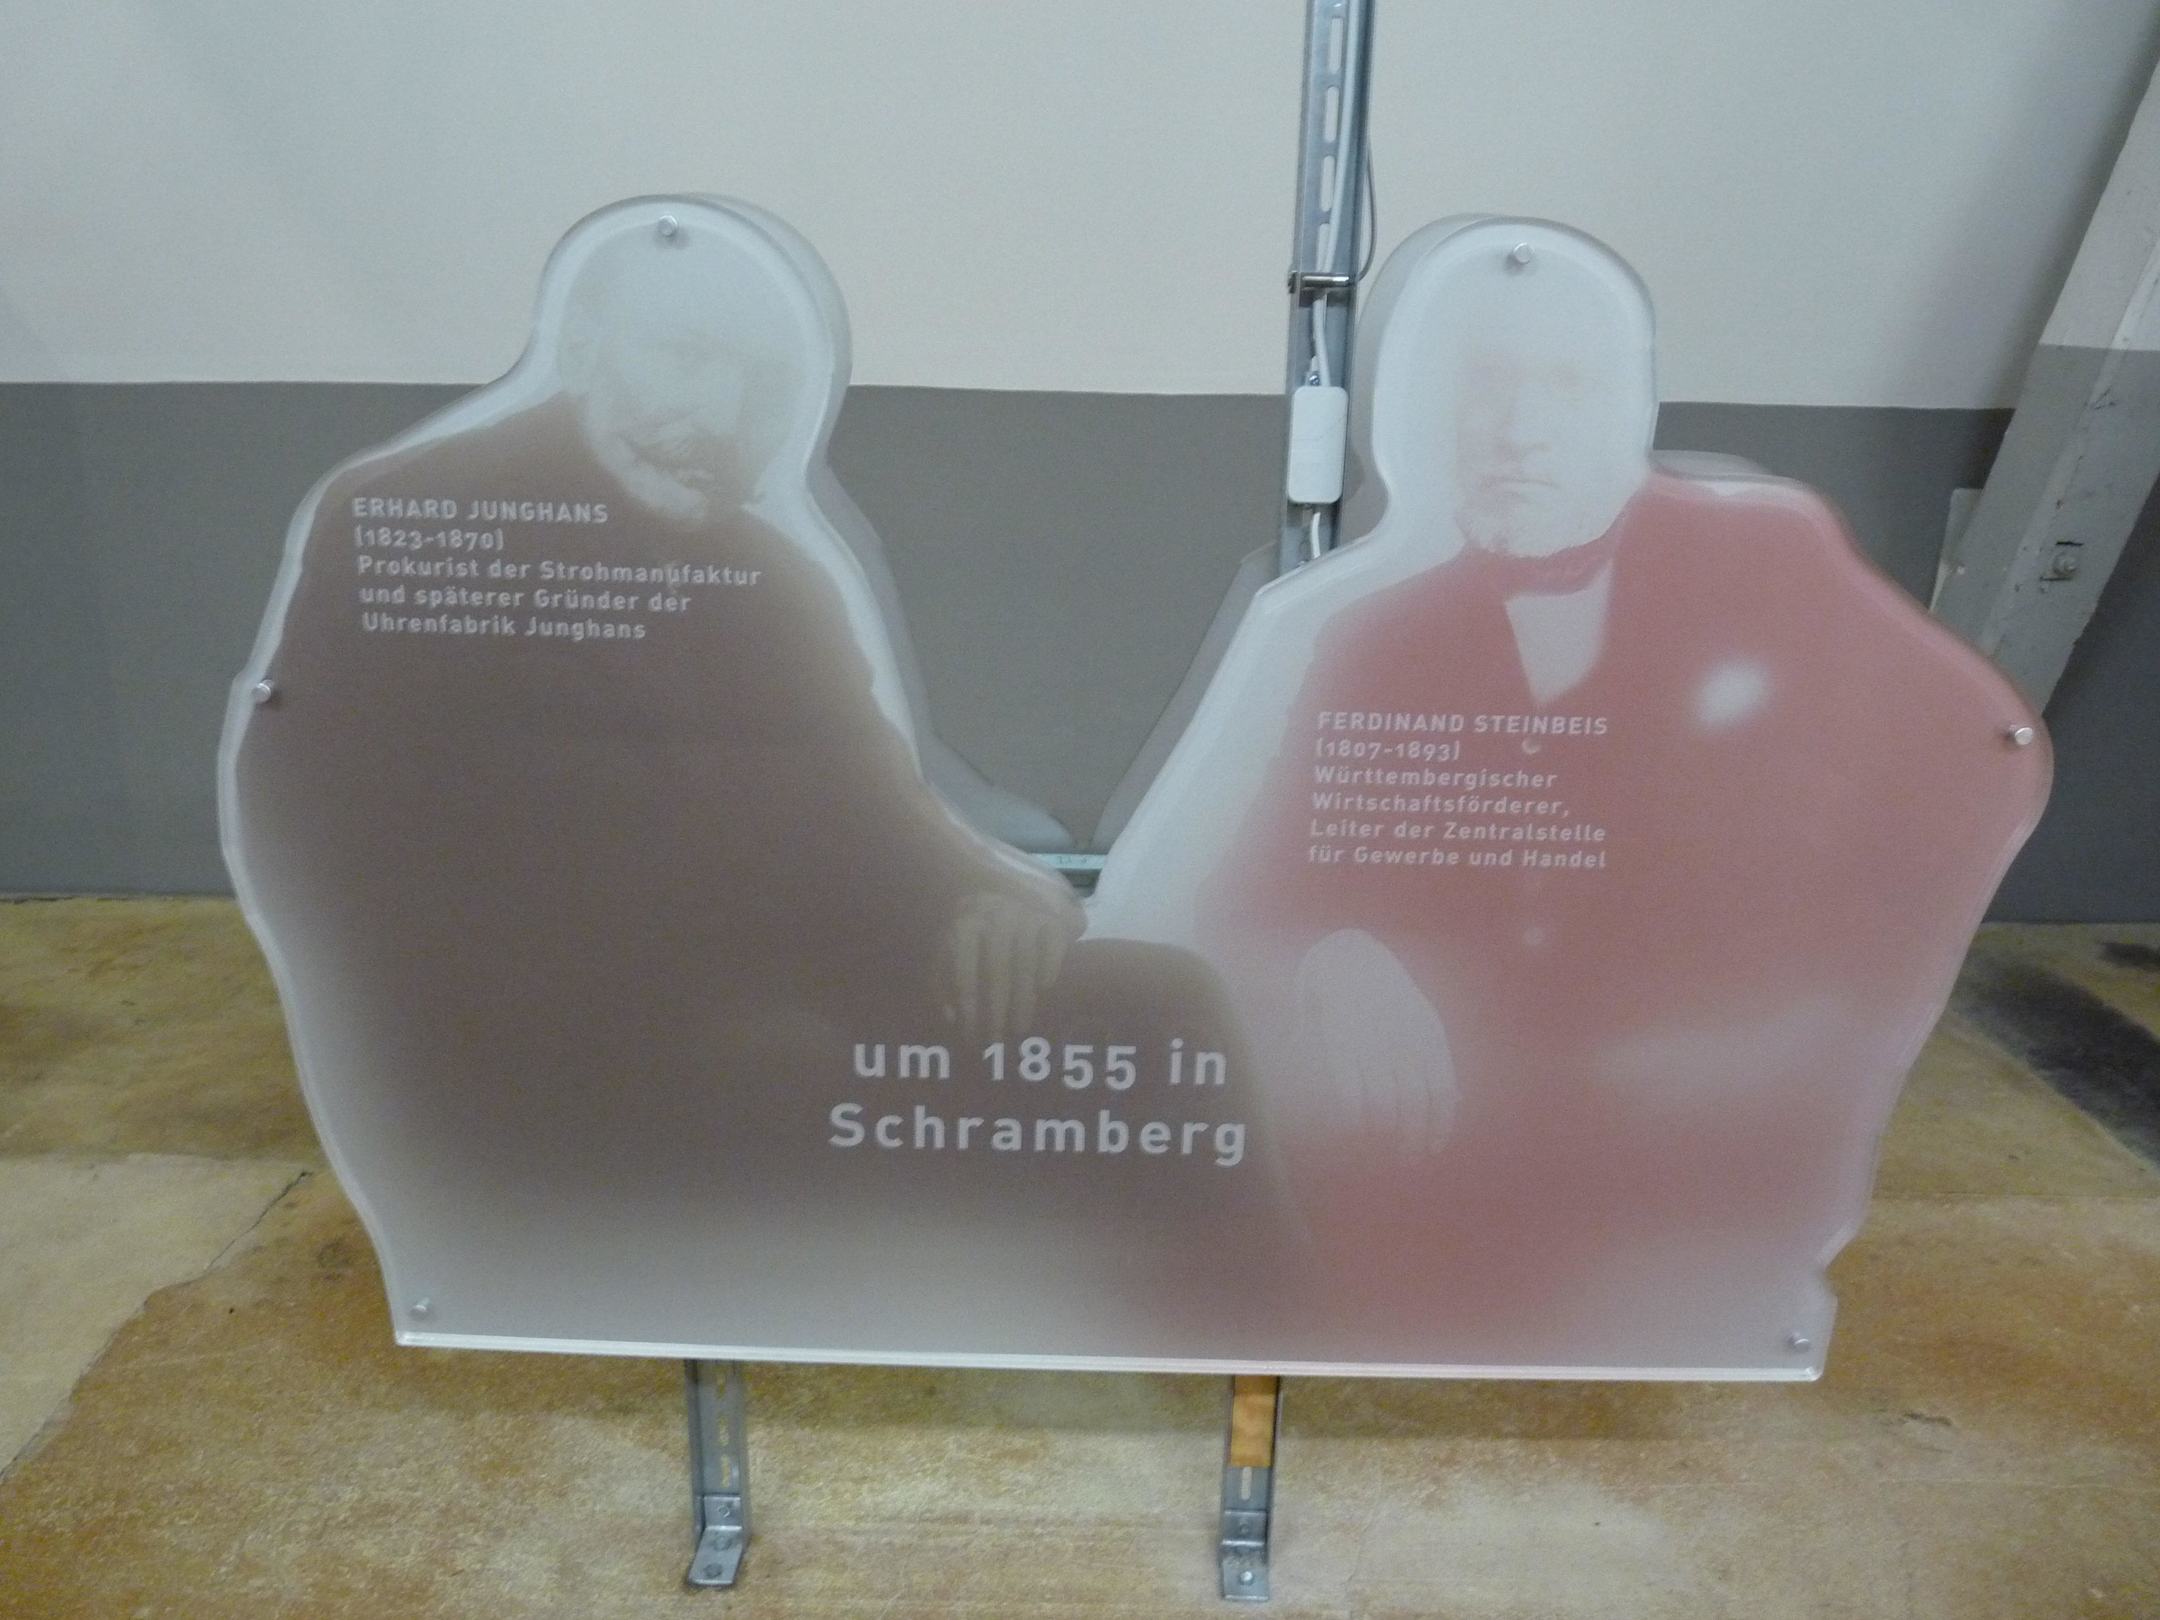 ERHARD JUNGHANS
(1823-1870)
Prokurist der Strohmanufaktur
und späterer Gründer der
Uhrenfabrik Junghans
FERDINAND STEINBEIS
(1807-1893)
Württembergischer
Wirtschaftsförderer,
Leiter der Zentralstelle
für Gewerbe und Handel
um 1855 in
Schramberg